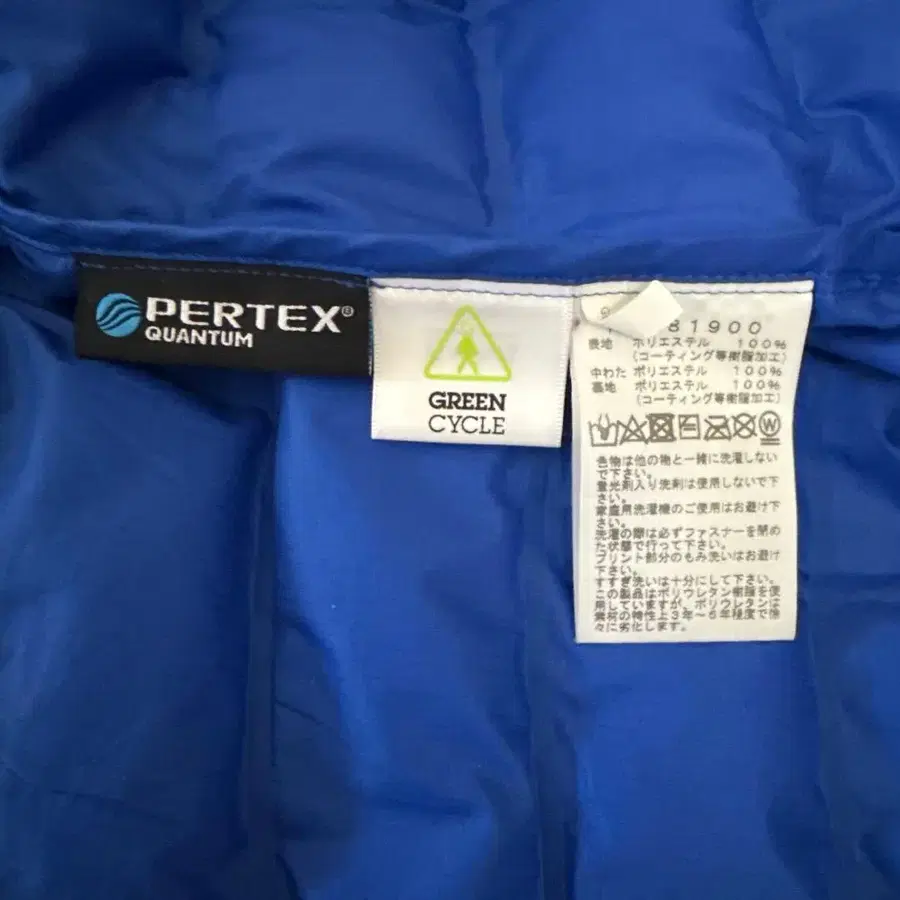 PERTEX®
QUANTUM
GREEN
CYCLE
81900
表地 ポリエステル 100%
(コーティング等樹脂加工)
中わた ポリエステル 100%
裏地 ポリエステル 100%
(コーティング等樹脂加工)
W
色物は他の物と一緒に洗濯しない
で下さい。
蛍光剤入り洗剤は使用しないで下
さい。
家庭用洗濯機のご使用はお避け下
さい。
洗濯の際は必ずファスナーを閉め
た状態で行って下さい。
プリント部分のもみ洗いはお避け
下さい。
すすぎ洗いは十分にして下さい。
この製品はポリウレタン樹脂を使
用していますが、ポリウレタンは
素材の特性上3年~5年程度で徐
々に劣化します。